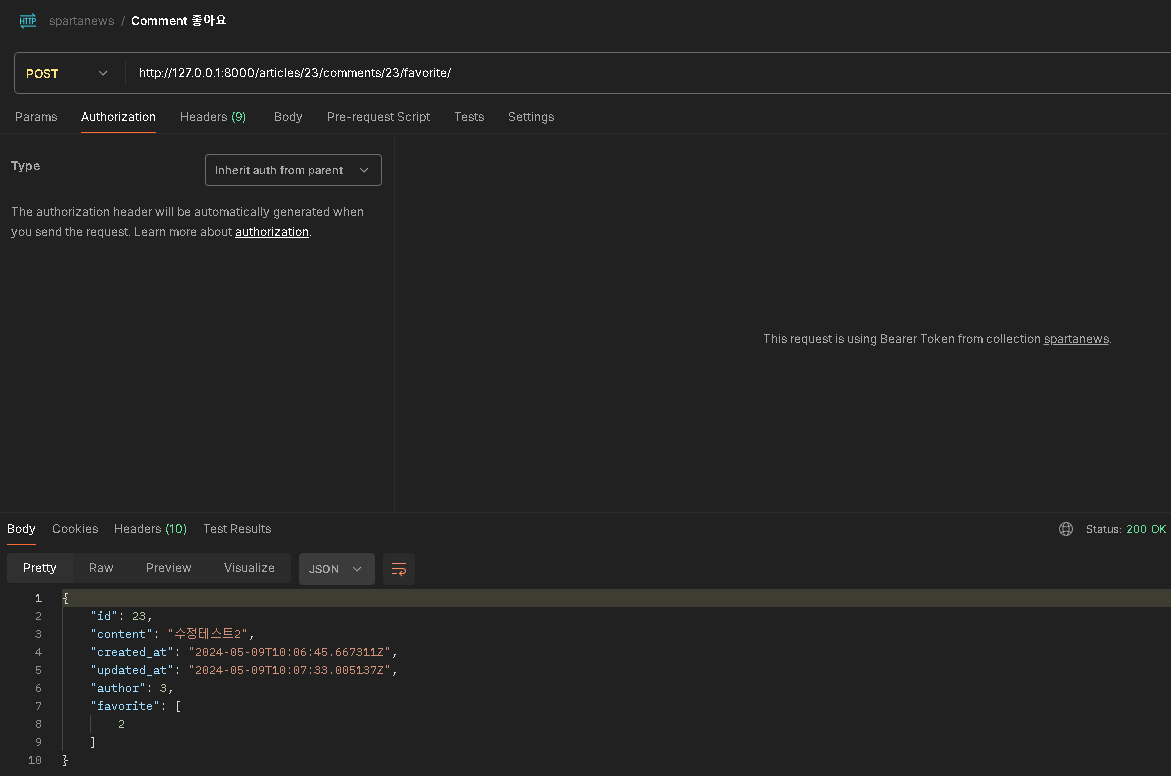 HTTP spartanews / Comment 좋아요
POST http://127.0.0.1:8000/articles/23/comments/23/favorite/
Params Authorization Headers (9) Body Pre-request Script Tests Settings
Type Inherit auth from parent
The authorization header will be automatically generated when
you send the request. Learn more about authorization.
This request is using Bearer Token from collection spartanews.
Body Cookies Headers (10) Test Results Status: 200 OK
Pretty Raw Preview Visualize JSON
1 {
2 "id": 23,
3 "content": "수정테스트2",
4 "created_at": "2024-05-09T10:06:45.667311Z",
5 "updated_at": "2024-05-09T10:07:33.005137Z",
6 "author": 3,
7 "favorite": [
8 2
9 ]
10 }